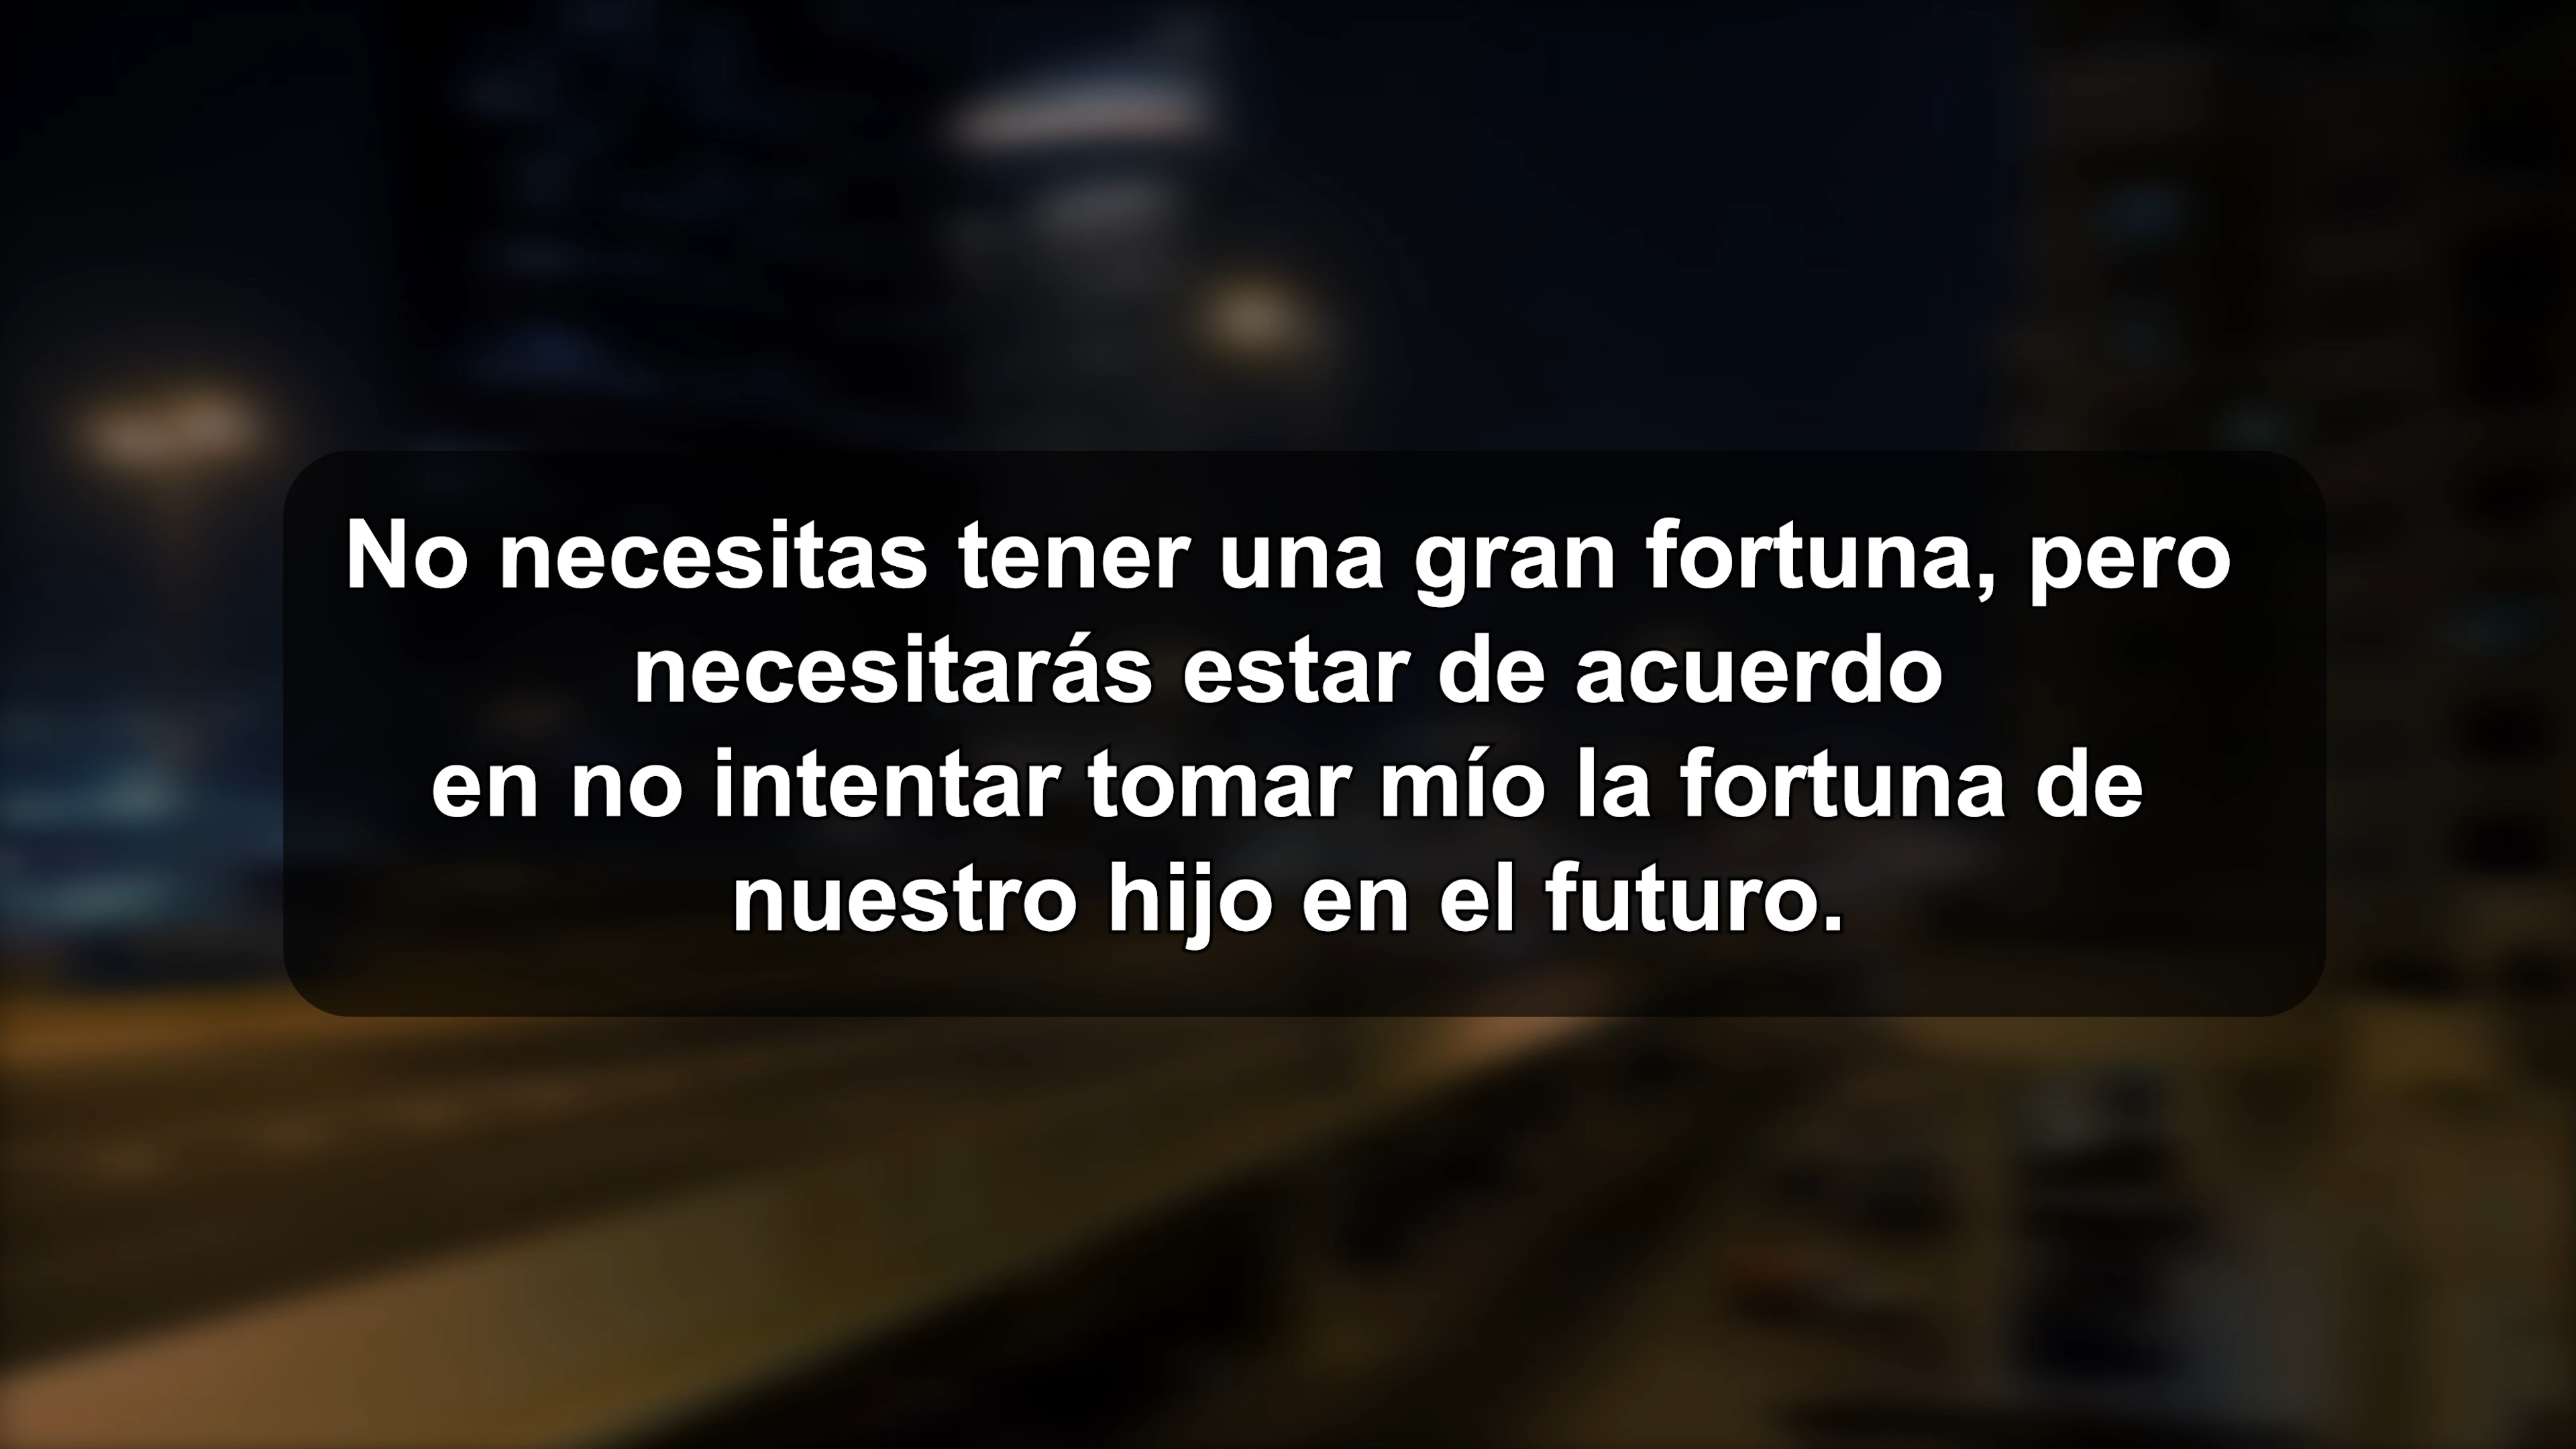 No necesitas tener una gran fortuna, pero
necesitarás estar de acuerdo
en no intentar tomar mío la fortuna de
nuestro hijo en el futuro.